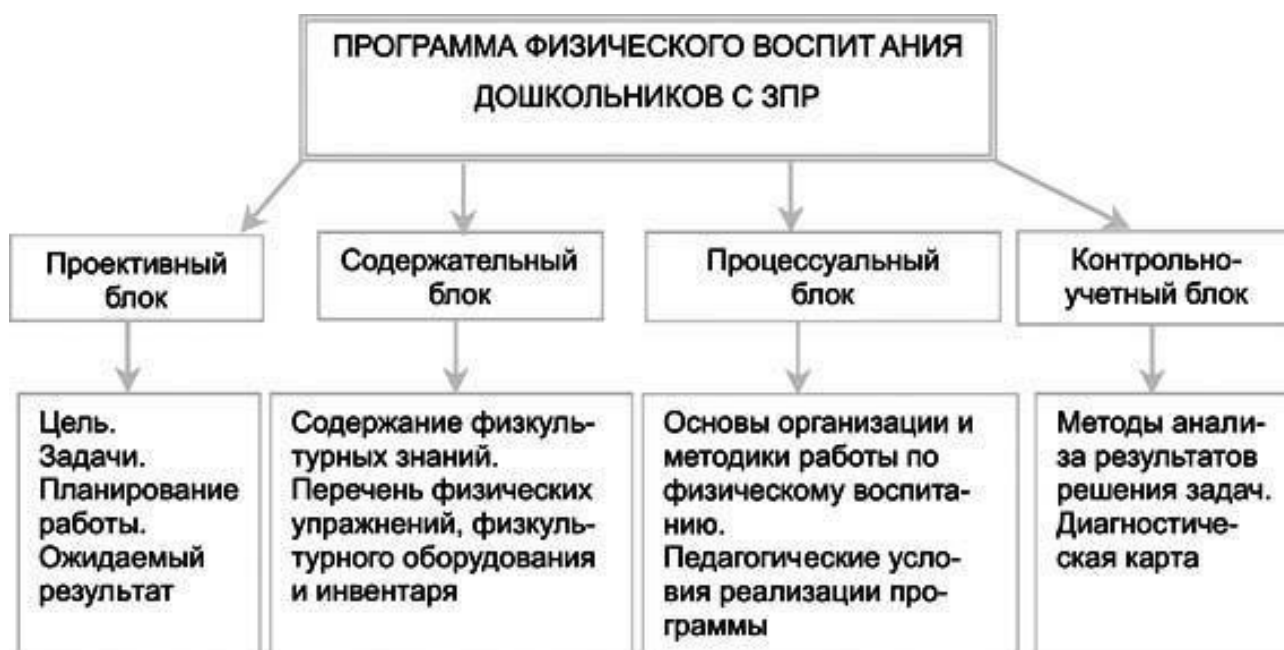 ПРОГРАММА ФИЗИЧЕСКОГО ВОСПИТАНИЯ
ДОШКОЛЬНИКОВ С ЗПР
Проективный
блок
Содержательный
блок
Процессуальный
блок
Контрольно-
учетный блок
Цель.
Задачи.
Планирование
работы.
Ожидаемый
результат
Содержание физкуль-
турных знаний.
Перечень физических
упражнений, физкуль-
турного оборудования
и инвентаря
Основы организации и
методики работы по
физическому воспита-
нию.
Педагогические усло-
вия реализации про-
граммы
Методы анали-
за результатов
решения задач.
Диагностиче-
ская карта